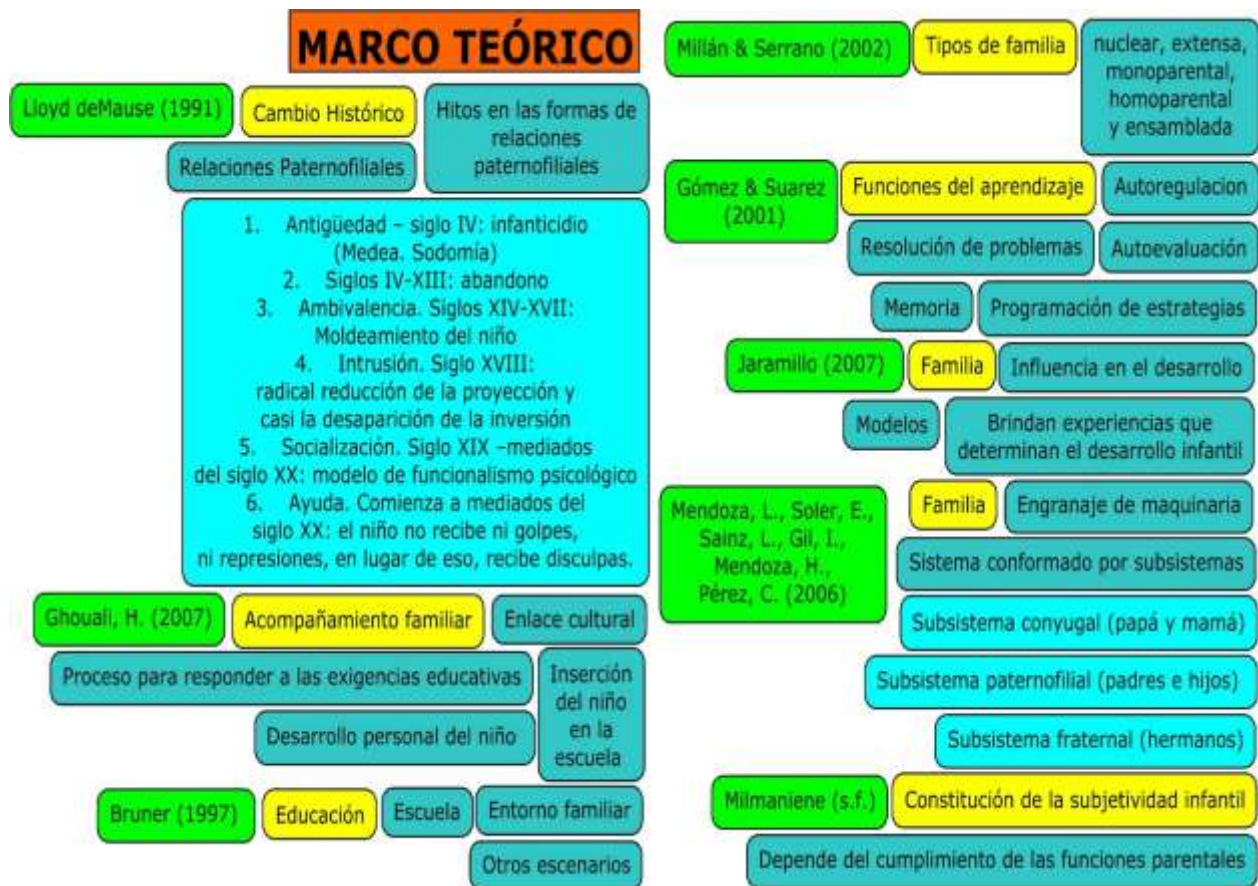 MARCO TEÓRICO
Lloyd deMause (1991)
Cambio Histórico
Hitos en las formas de
relaciones
paternofiliales
Relaciones Paternofiliales
1. Antigüedad – siglo IV: infanticidio
(Medea. Sodomía)
2. Siglos IV-XIII: abandono
3. Ambivalencia. Siglos XIV-XVII:
Moldeamiento del niño
4. Intrusión. Siglo XVIII:
radical reducción de la proyección y
casi la desaparición de la inversión
5. Socialización. Siglo XIX –mediados
del siglo XX: modelo de funcionalismo psicológico
6. Ayuda. Comienza a mediados del
siglo XX: el niño no recibe ni golpes,
ni represiones, en lugar de eso, recibe disculpas.
Ghouali, H. (2007)
Acompañamiento familiar
Enlace cultural
Proceso para responder a las exigencias educativas
Inserción
del niño
en la
escuela
Desarrollo personal del niño
Bruner (1997)
Educación
Escuela
Entorno familiar
Otros escenarios
Millán & Serrano (2002)
Tipos de familia
nuclear, extensa,
monoparental,
homoparental
y ensamblada
Gómez & Suarez
(2001)
Funciones del aprendizaje
Autoregulacion
Resolución de problemas
Autoevaluación
Memoria
Programación de estrategias
Jaramillo (2007)
Familia
Influencia en el desarrollo
Modelos
Brindan experiencias que
determinan el desarrollo infantil
Mendoza, L., Soler, E.,
Sainz, L., Gil, I.,
Mendoza, H.,
Pérez, C. (2006)
Familia
Engranaje de maquinaria
Sistema conformado por subsistemas
Subsistema conyugal (papá y mamá)
Subsistema paternofilial (padres e hijos)
Subsistema fraternal (hermanos)
Milmaniene (s.f.)
Constitución de la subjetividad infantil
Depende del cumplimiento de las funciones parentales